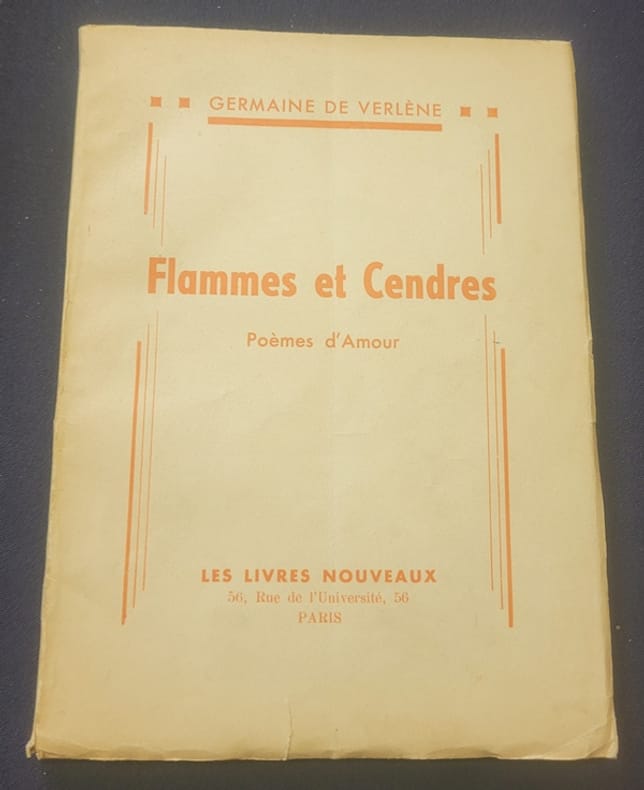 GERMAINE DE VERLÈNE
Flammes et Cendres
Poèmes d'Amour
LES LIVRES NOUVEAUX
56, Rue de l'Université, 56
PARIS